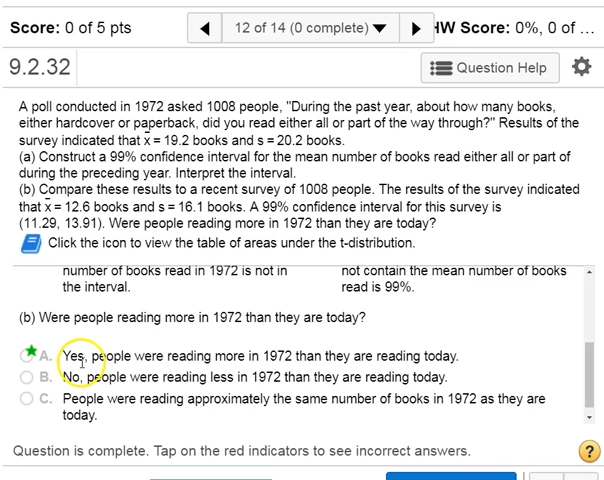 Score: 0 of 5 pts 12 of 14 (0 complete) HW Score: 0%, 0 of ...
9.2.32 Question Help
A poll conducted in 1972 asked 1008 people, "During the past year, about how many books,
either hardcover or paperback, did you read either all or part of the way through?" Results of the
survey indicated that x̄ = 19.2 books and s = 20.2 books.
(a) Construct a 99% confidence interval for the mean number of books read either all or part of
during the preceding year. Interpret the interval.
(b) Compare these results to a recent survey of 1008 people. The results of the survey indicated
that x̄ = 12.6 books and s = 16.1 books. A 99% confidence interval for this survey is
(11.29, 13.91). Were people reading more in 1972 than they are today?
Click the icon to view the table of areas under the t-distribution.
number of books read in 1972 is not in
the interval.
not contain the mean number of books
read is 99%.
(b) Were people reading more in 1972 than they are today?
A. Yes, people were reading more in 1972 than they are reading today.
B. No, people were reading less in 1972 than they are reading today.
C. People were reading approximately the same number of books in 1972 as they are
today.
Question is complete. Tap on the red indicators to see incorrect answers. ?